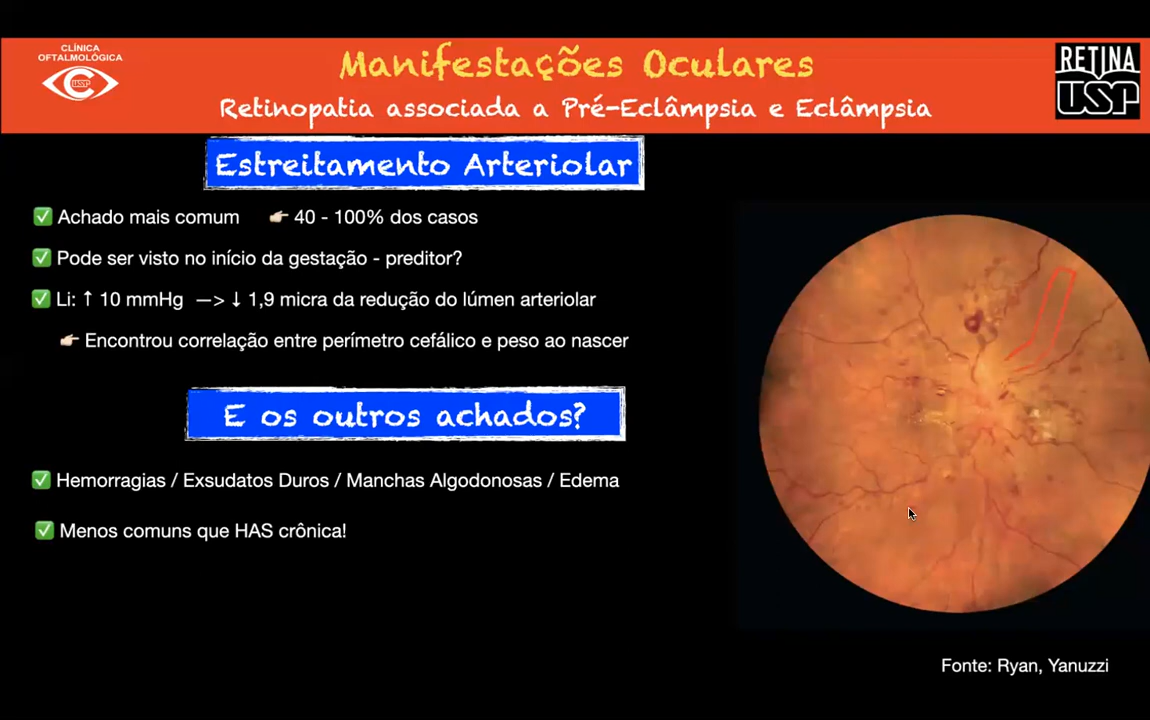 CLÍNICA
OFTALMOLÓGICA
C
USP
Manifestações Oculares
Retinopatia associada a Pré-Eclâmpsia e Eclâmpsia
RETINA
USP
Estreitamento Arteriolar
✅ Achado mais comum 👉🏻 40 - 100% dos casos
✅ Pode ser visto no início da gestação - preditor?
✅ Li: ↑ 10 mmHg —> ↓ 1,9 micra da redução do lúmen arteriolar
👉🏻 Encontrou correlação entre perímetro cefálico e peso ao nascer
E os outros achados?
✅ Hemorragias / Exsudatos Duros / Manchas Algodonosas / Edema
✅ Menos comuns que HAS crônica!
Fonte: Ryan, Yanuzzi